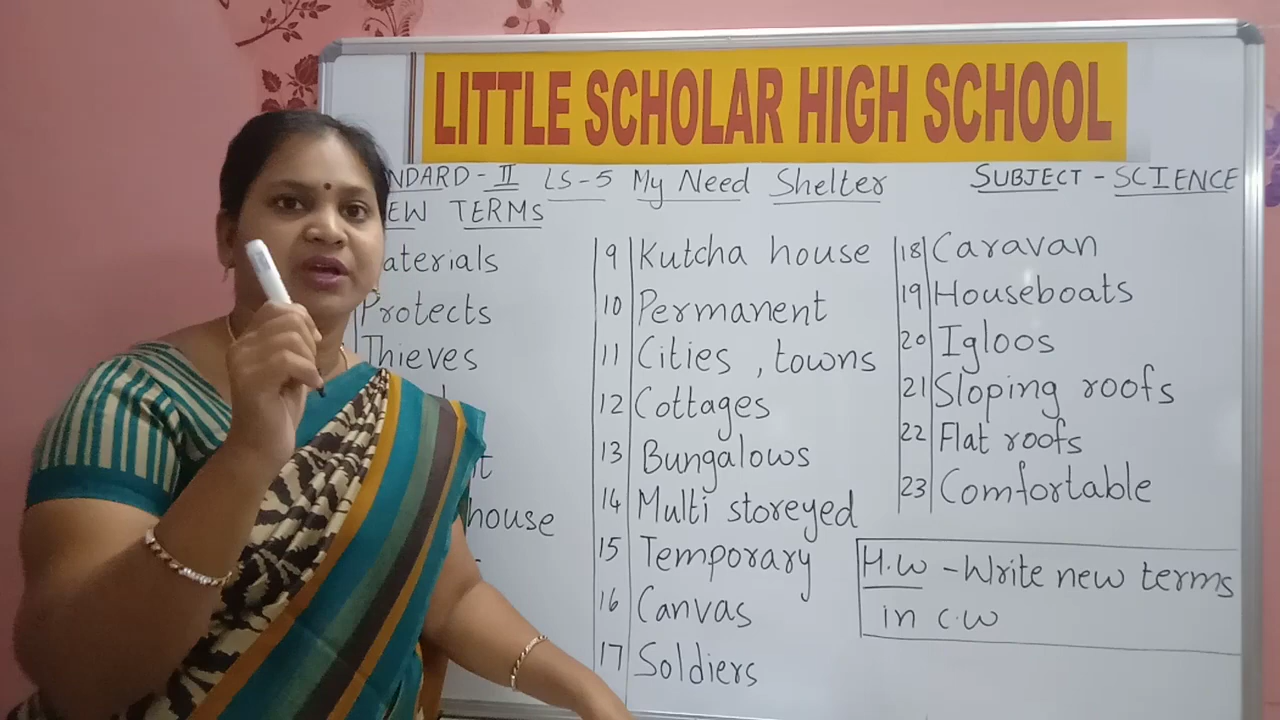 LITTLE SCHOLAR HIGH SCHOOL
NDARD - II LS-5 My Need Shelter SUBJECT - SCIENCE
EW TERMS
aterials
Protects
Thieves
house
9 Kutcha house
10 Permanent
11 Cities , towns
12 Cottages
13 Bungalows
14 Multi storeyed
15 Temporary
16 Canvas
17 Soldiers
18 Caravan
19 Houseboats
20 Igloos
21 Sloping roofs
22 Flat roofs
23 Comfortable
H.W - Write new terms
in C.W